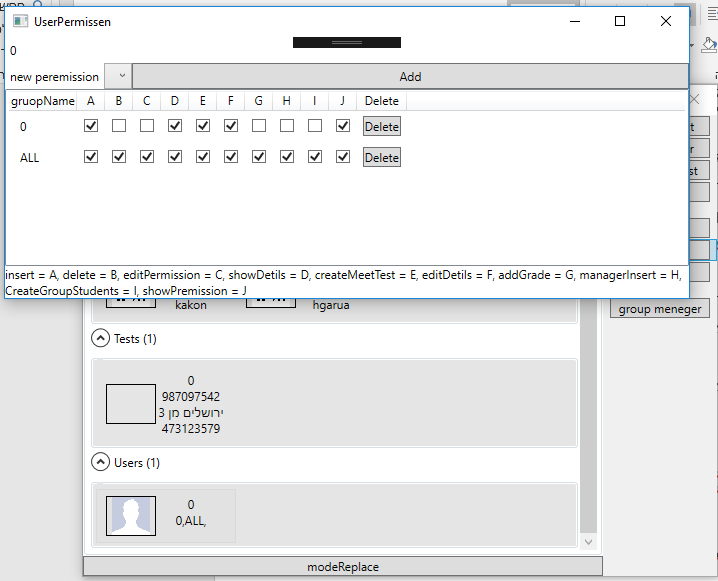 UserPermissen
0
new peremission
Add
gruopName A B C D E F G H I J Delete
0 Delete
ALL Delete
insert = A, delete = B, editPermission = C, showDetils = D, createMeetTest = E, editDetils = F, addGrade = G, managerInsert = H,
CreateGroupStudents = I, showPremission = J
kakon hgarua
group meneger
Tests (1)
0
987097542
ירושלים מן 3
473123579
Users (1)
0
0,ALL,
modeReplace